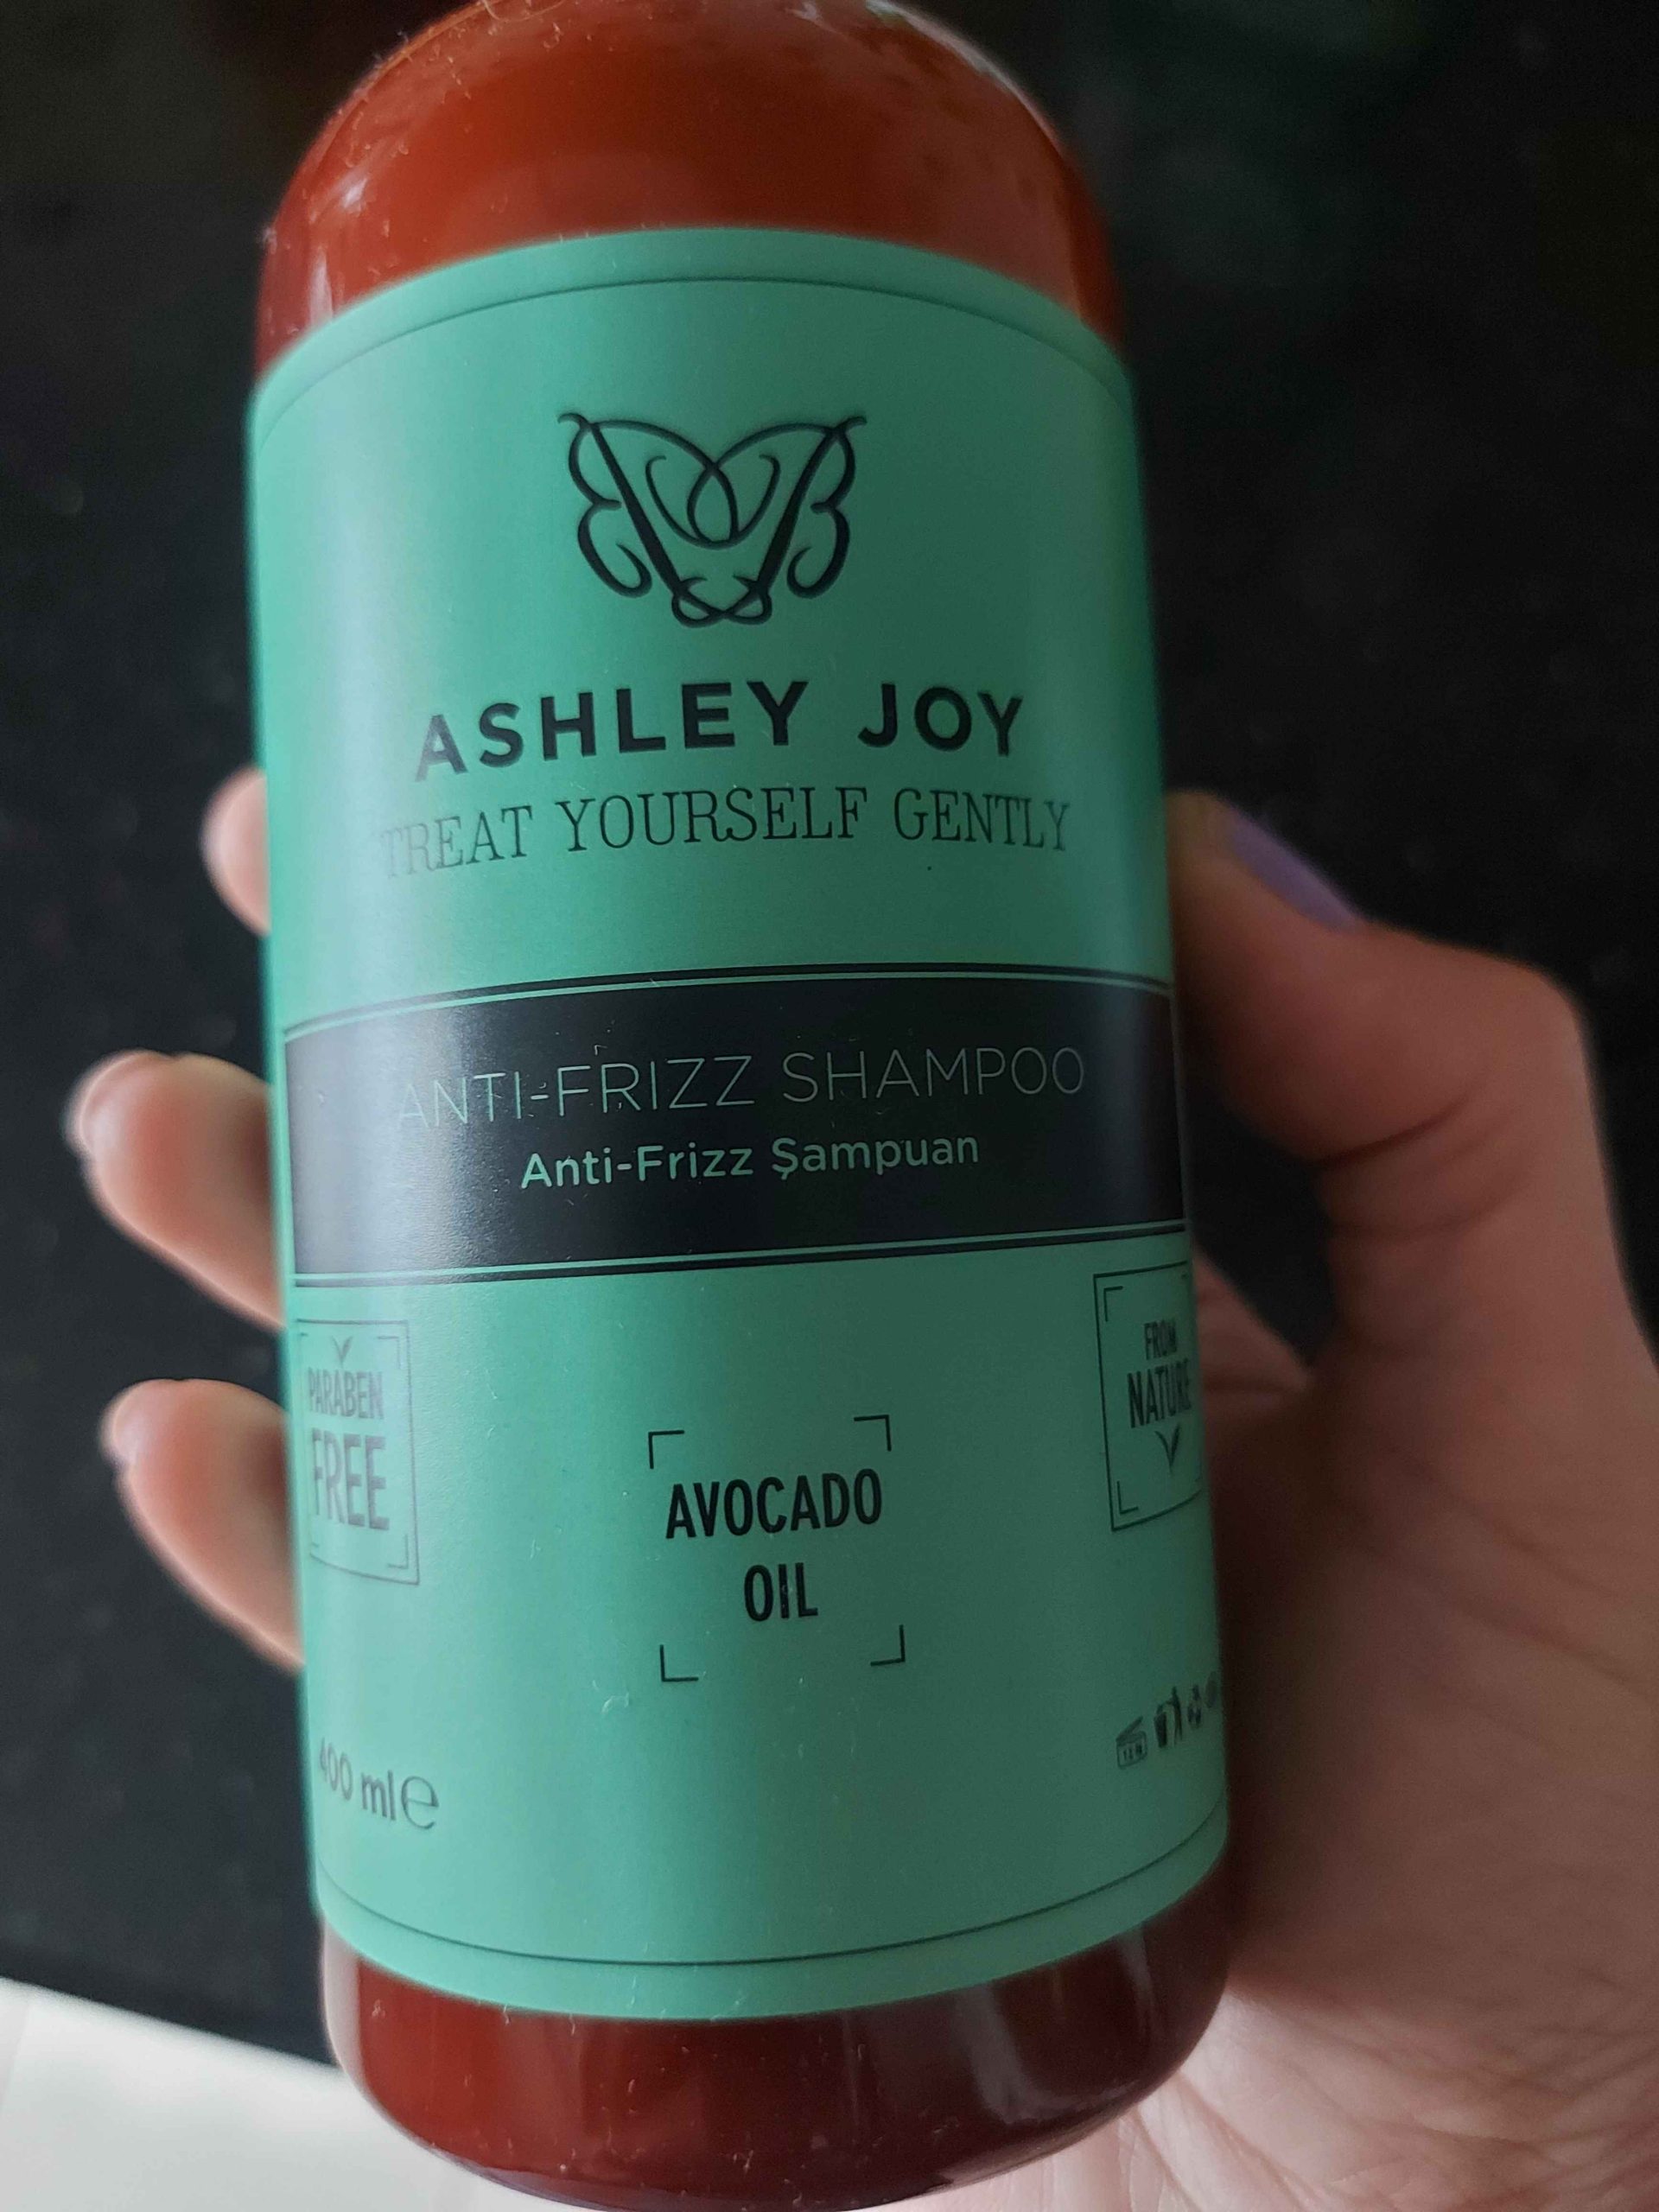 ASHLEY JOY
TREAT YOURSELF GENTLY
ANTI-FRIZZ SHAMPOO
Anti-Frizz Şampuan
PARABEN
FREE
FROM
NATURE
AVOCADO
OIL
400 ml e